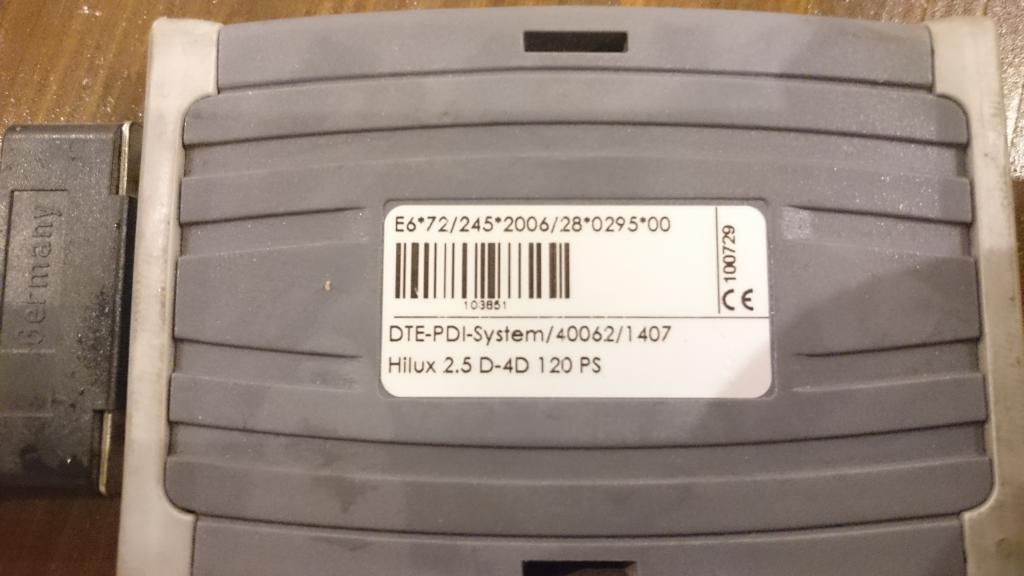 Germany
E6*72/245*2006/28*0295*00
103851
CE 100729
DTE-PDI-System/40062/1407
Hilux 2.5 D-4D 120 PS